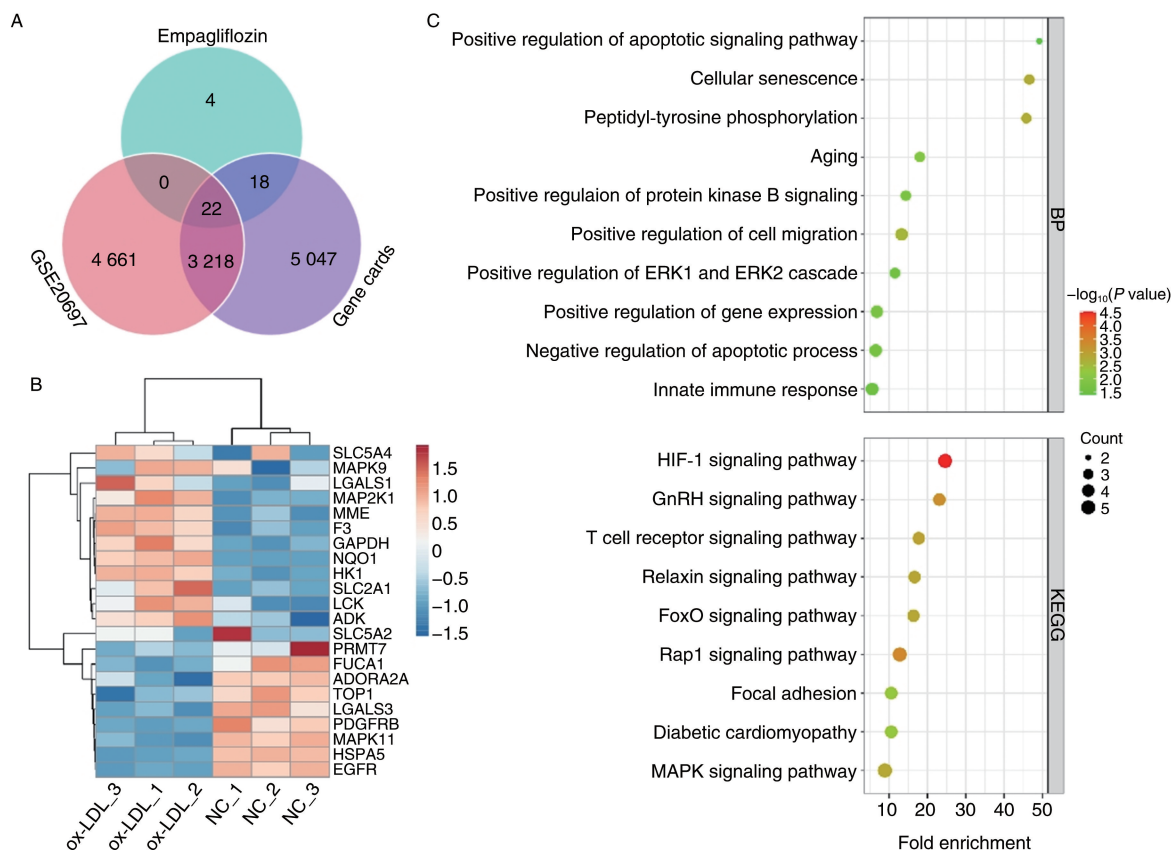 A
Empagliflozin
4
0
18
22
4 661
3 218
5 047
GSE20697
Gene cards
B
SLC5A4
MAPK9
LGALS1
MAP2K1
MME
F3
GAPDH
NQO1
HK1
SLC2A1
LCK
ADK
SLC5A2
PRMT7
FUCA1
ADORA2A
TOP1
LGALS3
PDGFRB
MAPK11
HSPA5
EGFR
ox-LDL_3
ox-LDL_1
ox-LDL_2
NC_1
NC_2
NC_3
1.5
1.0
0.5
0
−0.5
−1.0
−1.5
C
Positive regulation of apoptotic signaling pathway
Cellular senescence
Peptidyl-tyrosine phosphorylation
Aging
Positive regulaion of protein kinase B signaling
Positive regulation of cell migration
Positive regulation of ERK1 and ERK2 cascade
Positive regulation of gene expression
Negative regulation of apoptotic process
Innate immune response
BP
HIF-1 signaling pathway
GnRH signaling pathway
T cell receptor signaling pathway
Relaxin signaling pathway
FoxO signaling pathway
Rap1 signaling pathway
Focal adhesion
Diabetic cardiomyopathy
MAPK signaling pathway
KEGG
10 20 30 40 50
Fold enrichment
−log₁₀(P value)
4.5
4.0
3.5
3.0
2.5
2.0
1.5
Count
2
3
4
5